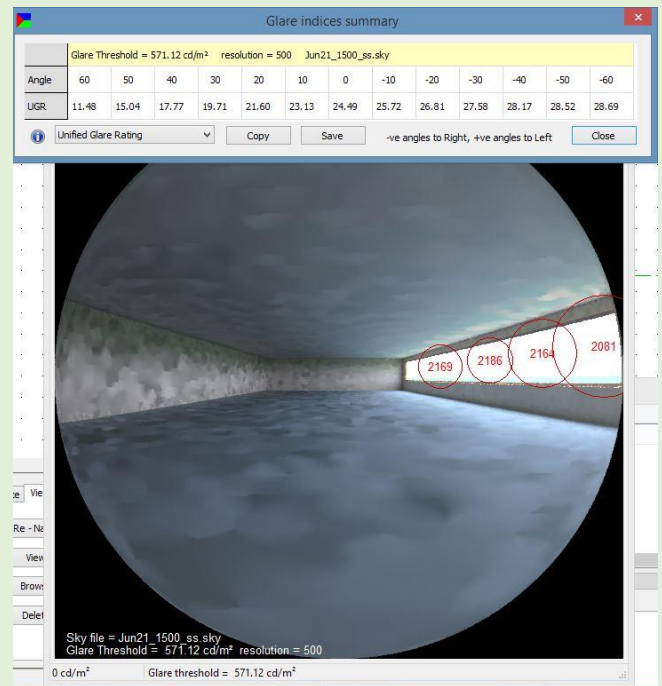 Glare indices summary
Glare Threshold = 571.12 cd/m² resolution = 500 Jun21_1500_ss.sky
Angle 60 50 40 30 20 10 0 -10 -20 -30 -40 -50 -60
UGR 11.48 15.04 17.77 19.71 21.60 23.13 24.49 25.72 26.81 27.58 28.17 28.52 28.69
Unified Glare Rating Copy Save -ve angles to Right, +ve angles to Left Close
2169 2186 2164 2081
Vie
Re - Na
View
Brows
Delet
Sky file = Jun21_1500_ss.sky
Glare Threshold = 571.12 cd/m² resolution = 500
0 cd/m² Glare threshold = 571.12 cd/m²